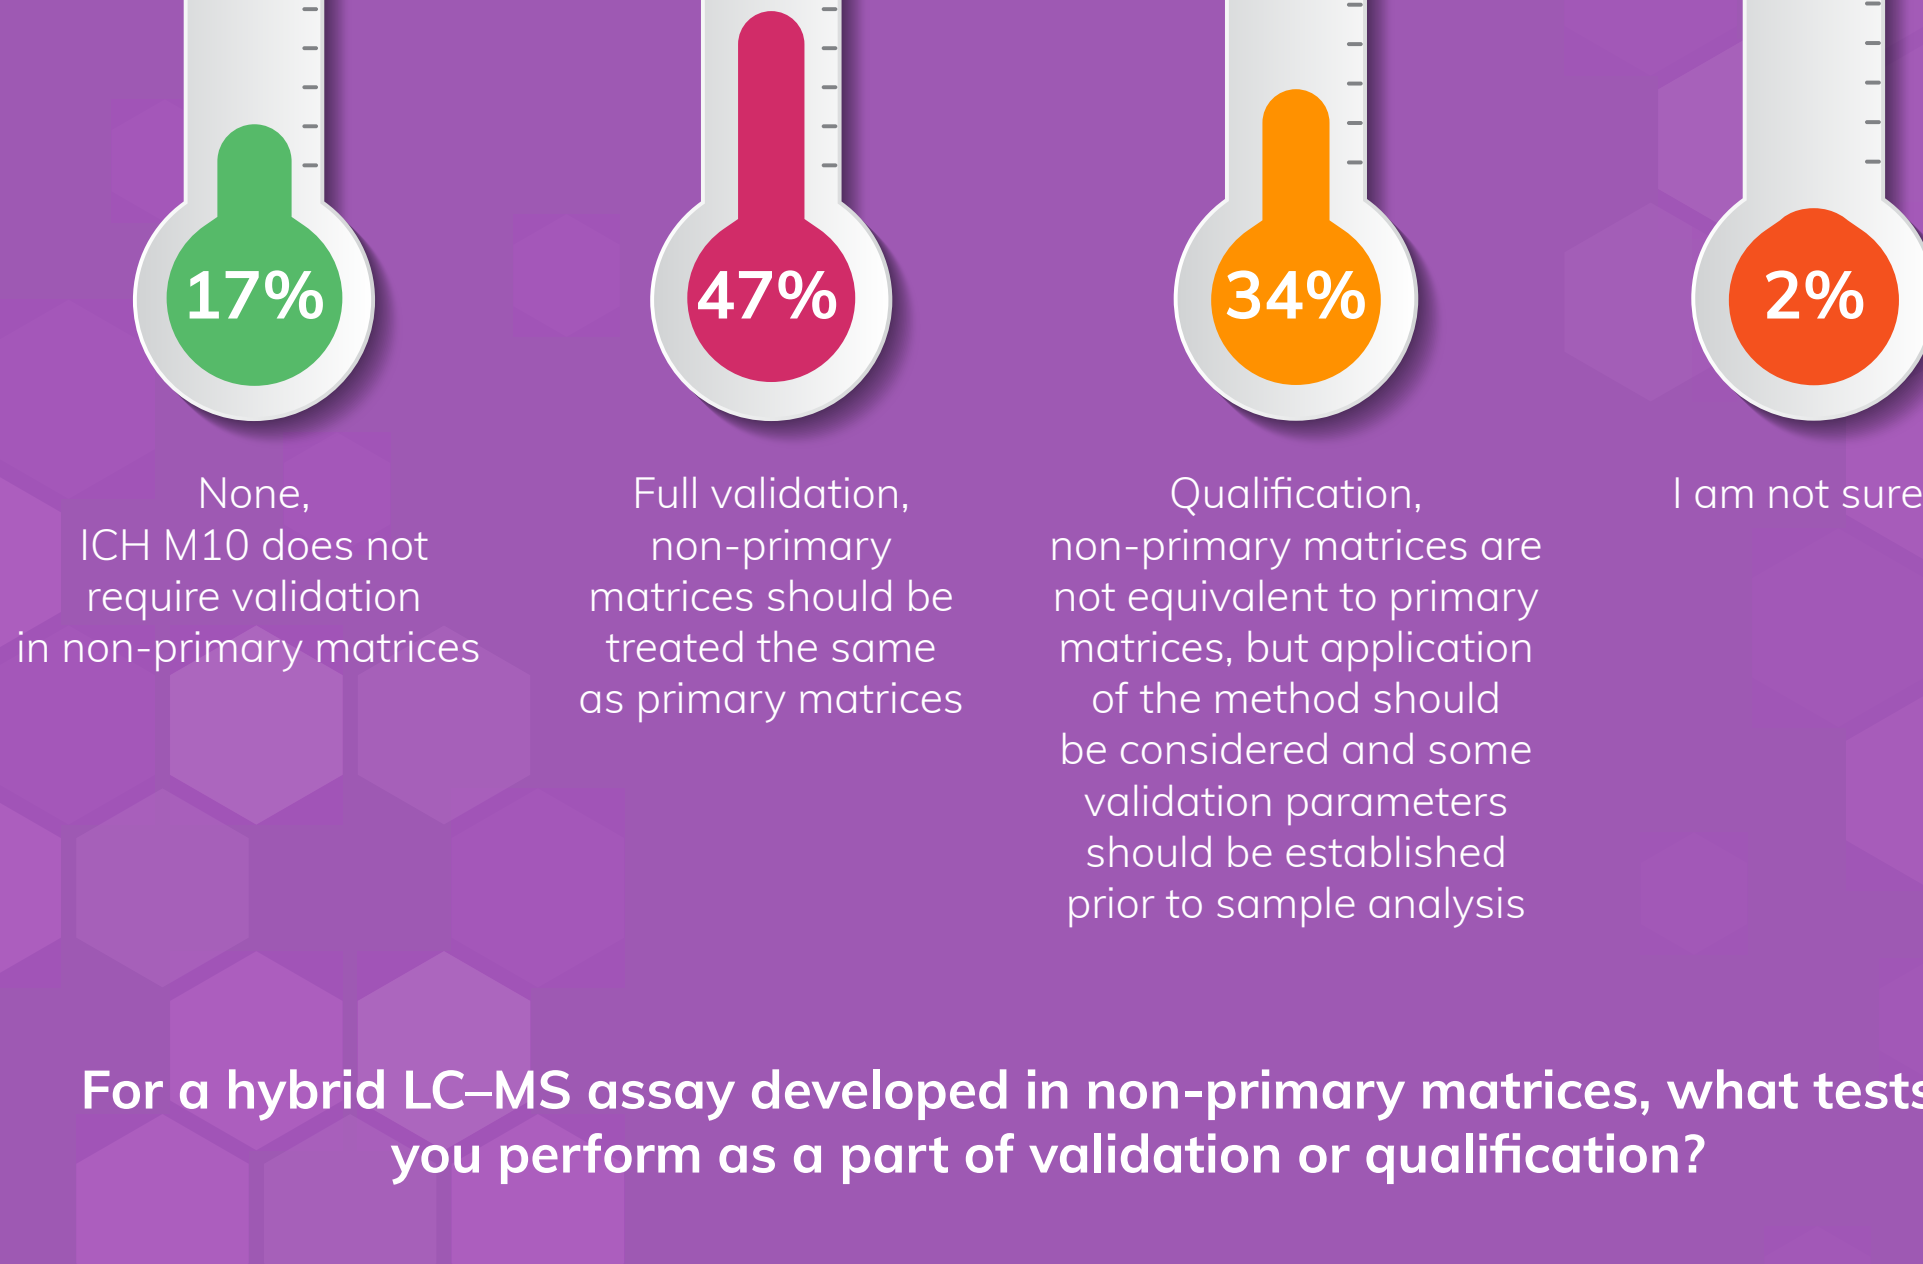 17%
47%
34%
2%
None,
ICH M10 does not
require validation
in non-primary matrices
Full validation,
non-primary
matrices should be
treated the same
as primary matrices
Qualification,
non-primary matrices are
not equivalent to primary
matrices, but application
of the method should
be considered and some
validation parameters
should be established
prior to sample analysis
I am not sure
For a hybrid LC–MS assay developed in non-primary matrices, what tests
you perform as a part of validation or qualification?